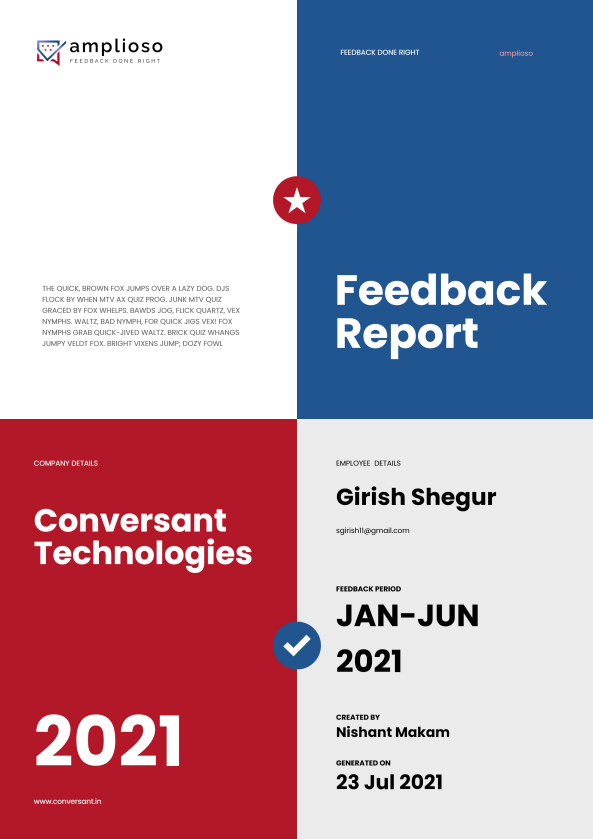 amplioso
FEEDBACK DONE RIGHT
FEEDBACK DONE RIGHT
amplioso
THE QUICK, BROWN FOX JUMPS OVER A LAZY DOG. DJS
FLOCK BY WHEN MTV AX QUIZ PROG. JUNK MTV QUIZ
GRACED BY FOX WHELPS. BAWDS JOG, FLICK QUARTZ, VEX
NYMPHS. WALTZ, BAD NYMPH, FOR QUICK JIGS VEX! FOX
NYMPHS GRAB QUICK-JIVED WALTZ. BRICK QUIZ WHANGS
JUMPY VELDT FOX. BRIGHT VIXENS JUMP; DOZY FOWL
Feedback
Report
COMPANY DETAILS
Conversant
Technologies
2021
www.conversant.in
EMPLOYEE DETAILS
Girish Shegur
sgirish11@gmail.com
FEEDBACK PERIOD
JAN-JUN
2021
CREATED BY
Nishant Makam
GENERATED ON
23 Jul 2021